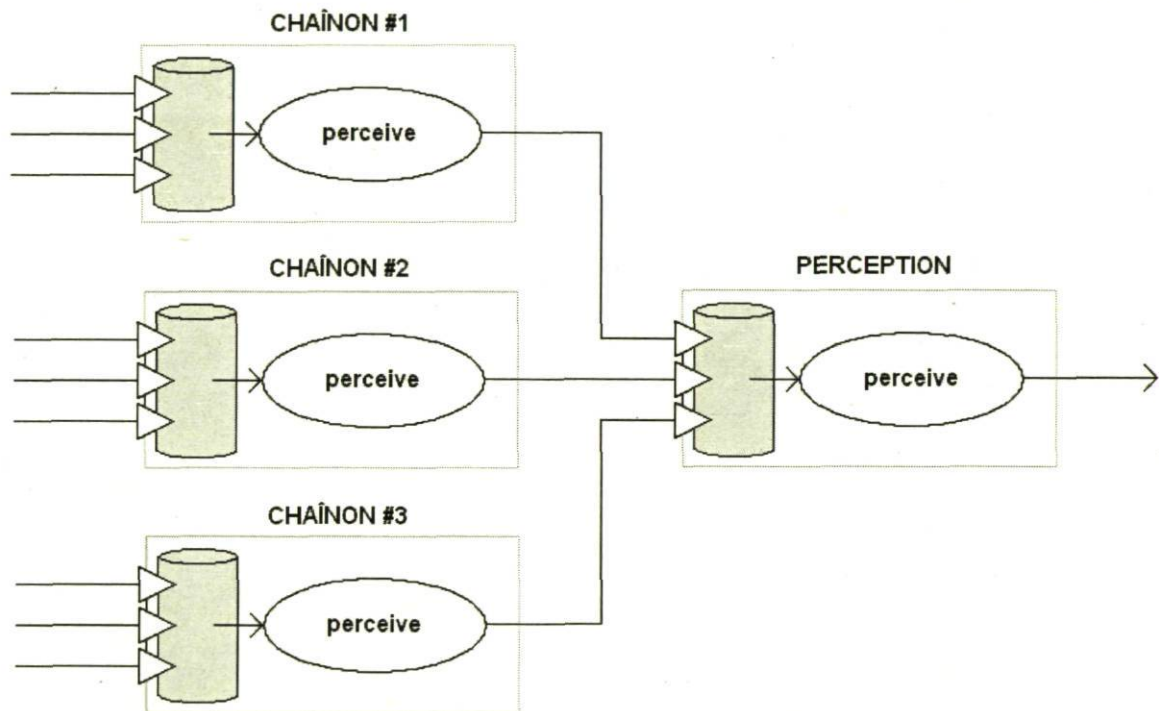 CHAÎNON #1
perceive
CHAÎNON #2
perceive
PERCEPTION
perceive
CHAÎNON #3
perceive